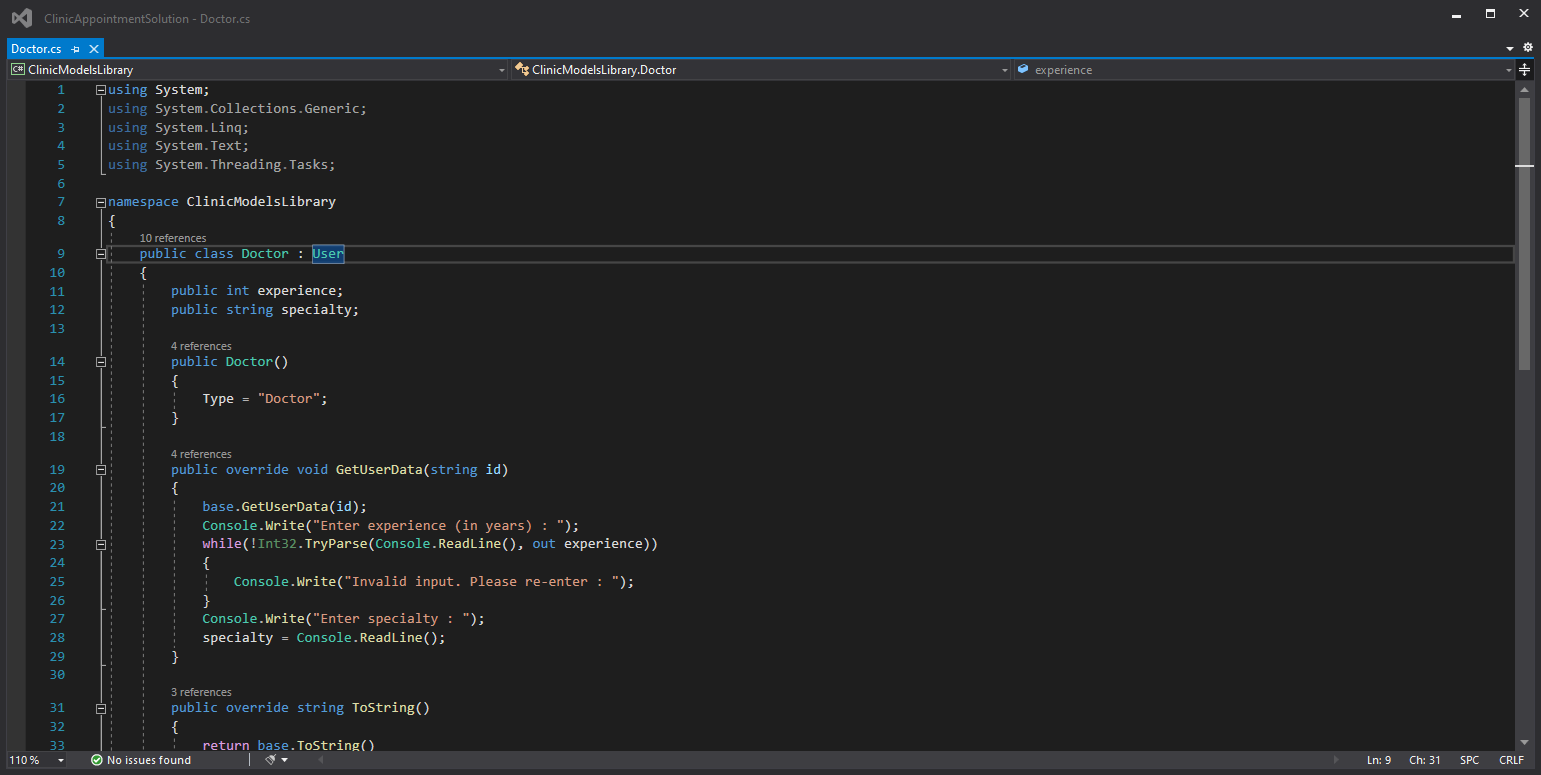 ClinicAppointmentSolution - Doctor.cs
Doctor.cs
C# ClinicModelsLibrary ClinicModelsLibrary.Doctor experience
1 using System;
2 using System.Collections.Generic;
3 using System.Linq;
4 using System.Text;
5 using System.Threading.Tasks;
6
7 namespace ClinicModelsLibrary
8 {
10 references
9 public class Doctor : User
10 {
11 public int experience;
12 public string specialty;
13
4 references
14 public Doctor()
15 {
16 Type = "Doctor";
17 }
18
4 references
19 public override void GetUserData(string id)
20 {
21 base.GetUserData(id);
22 Console.Write("Enter experience (in years) : ");
23 while(!Int32.TryParse(Console.ReadLine(), out experience))
24 {
25 Console.Write("Invalid input. Please re-enter : ");
26 }
27 Console.Write("Enter specialty : ");
28 specialty = Console.ReadLine();
29 }
30
3 references
31 public override string ToString()
32 {
33 return base.ToString()
110 % No issues found Ln: 9 Ch: 31 SPC CRLF